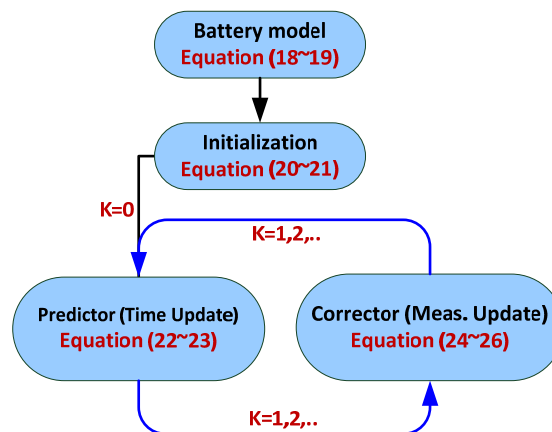 Battery model
Equation (18~19)
Initialization
Equation (20~21)
K=0
K=1,2,..
Predictor (Time Update)
Equation (22~23)
Corrector (Meas. Update)
Equation (24~26)
K=1,2,..